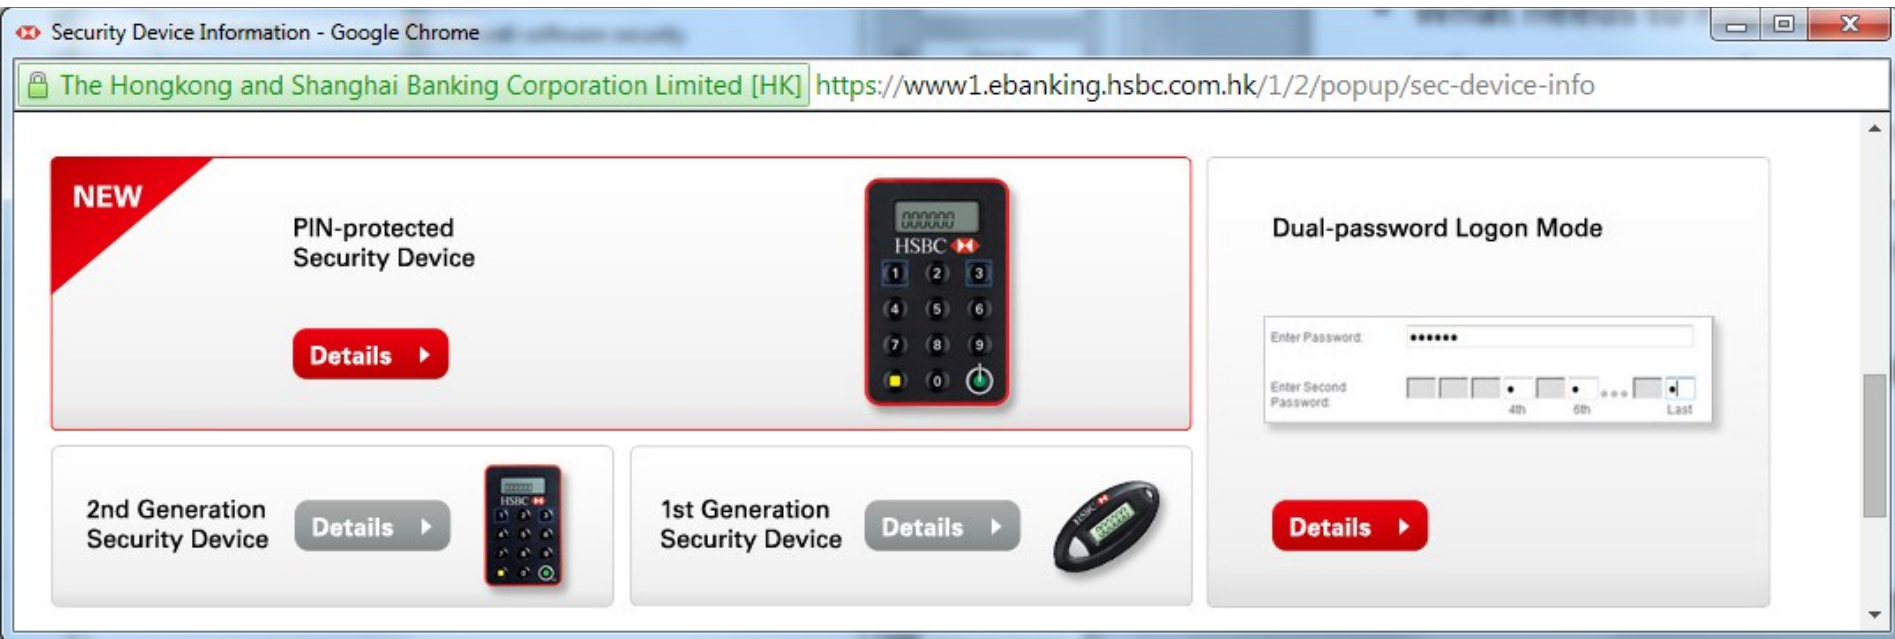 Security Device Information - Google Chrome
The Hongkong and Shanghai Banking Corporation Limited [HK] https://www1.ebanking.hsbc.com.hk/1/2/popup/sec-device-info
NEW
PIN-protected
Security Device
Details
000000
HSBC
1 2 3
4 5 6
7 8 9
0
Dual-password Logon Mode
Enter Password:
Enter Second
Password:
4th 6th Last
Details
2nd Generation
Security Device
Details
HSBC
1st Generation
Security Device
Details
HSBC